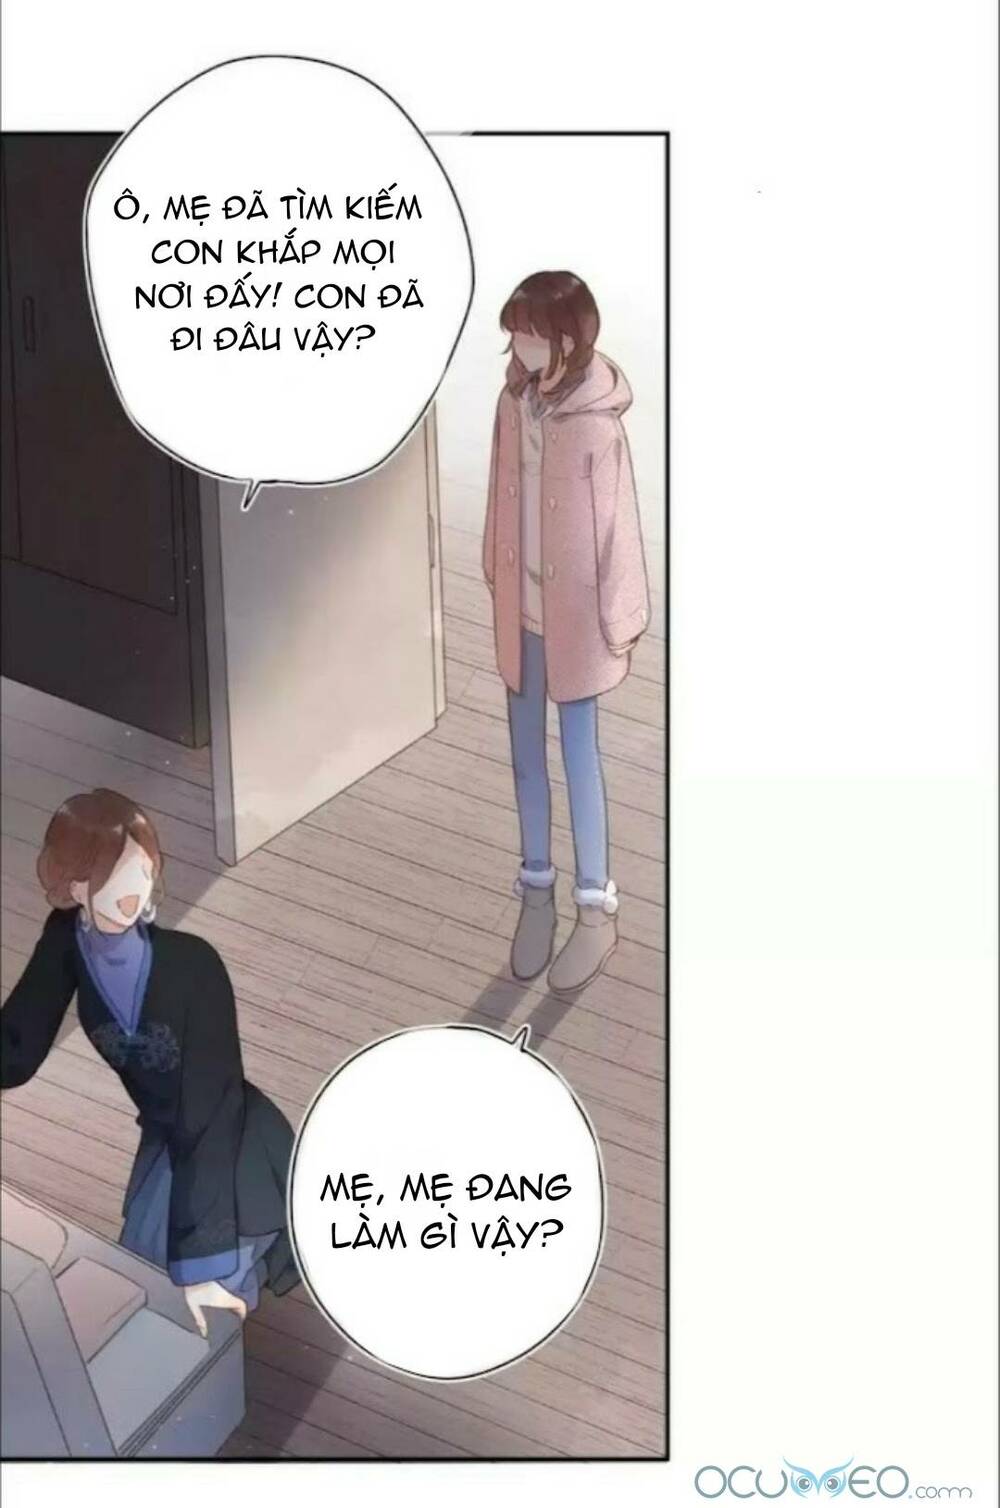 Ô, MẸ ĐÃ TÌM KIẾM
CON KHẮP MỌI
NƠI ĐẤY! CON ĐÃ
ĐI ĐÂU VẬY?
MẸ, MẸ ĐANG
LÀM GÌ VẬY?
OCUMEO.comm